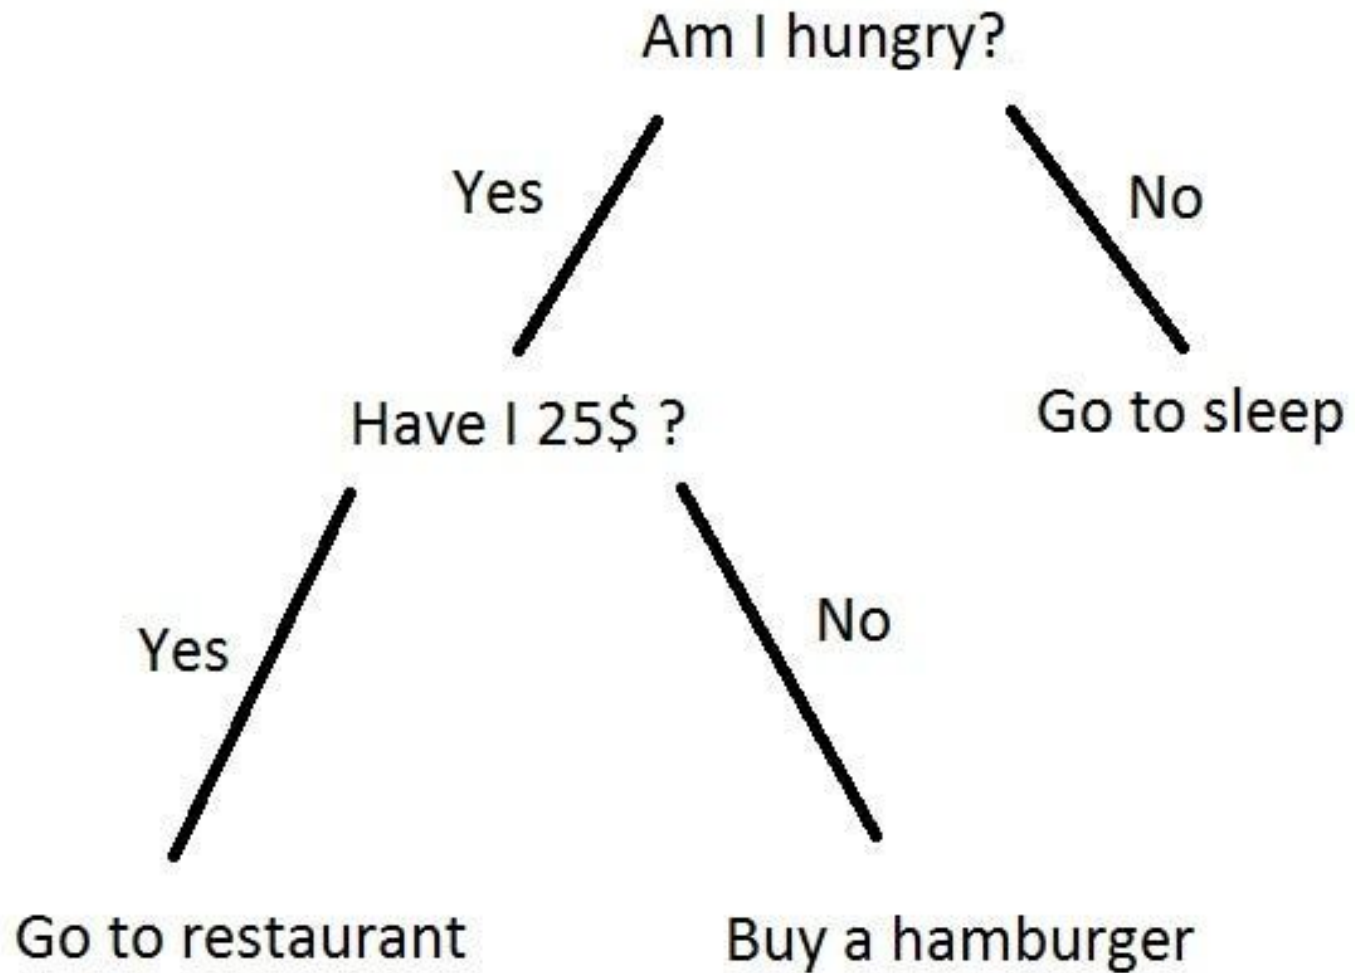 Am I hungry?
Yes
No
Have I 25$ ?
Go to sleep
Yes
No
Go to restaurant
Buy a hamburger